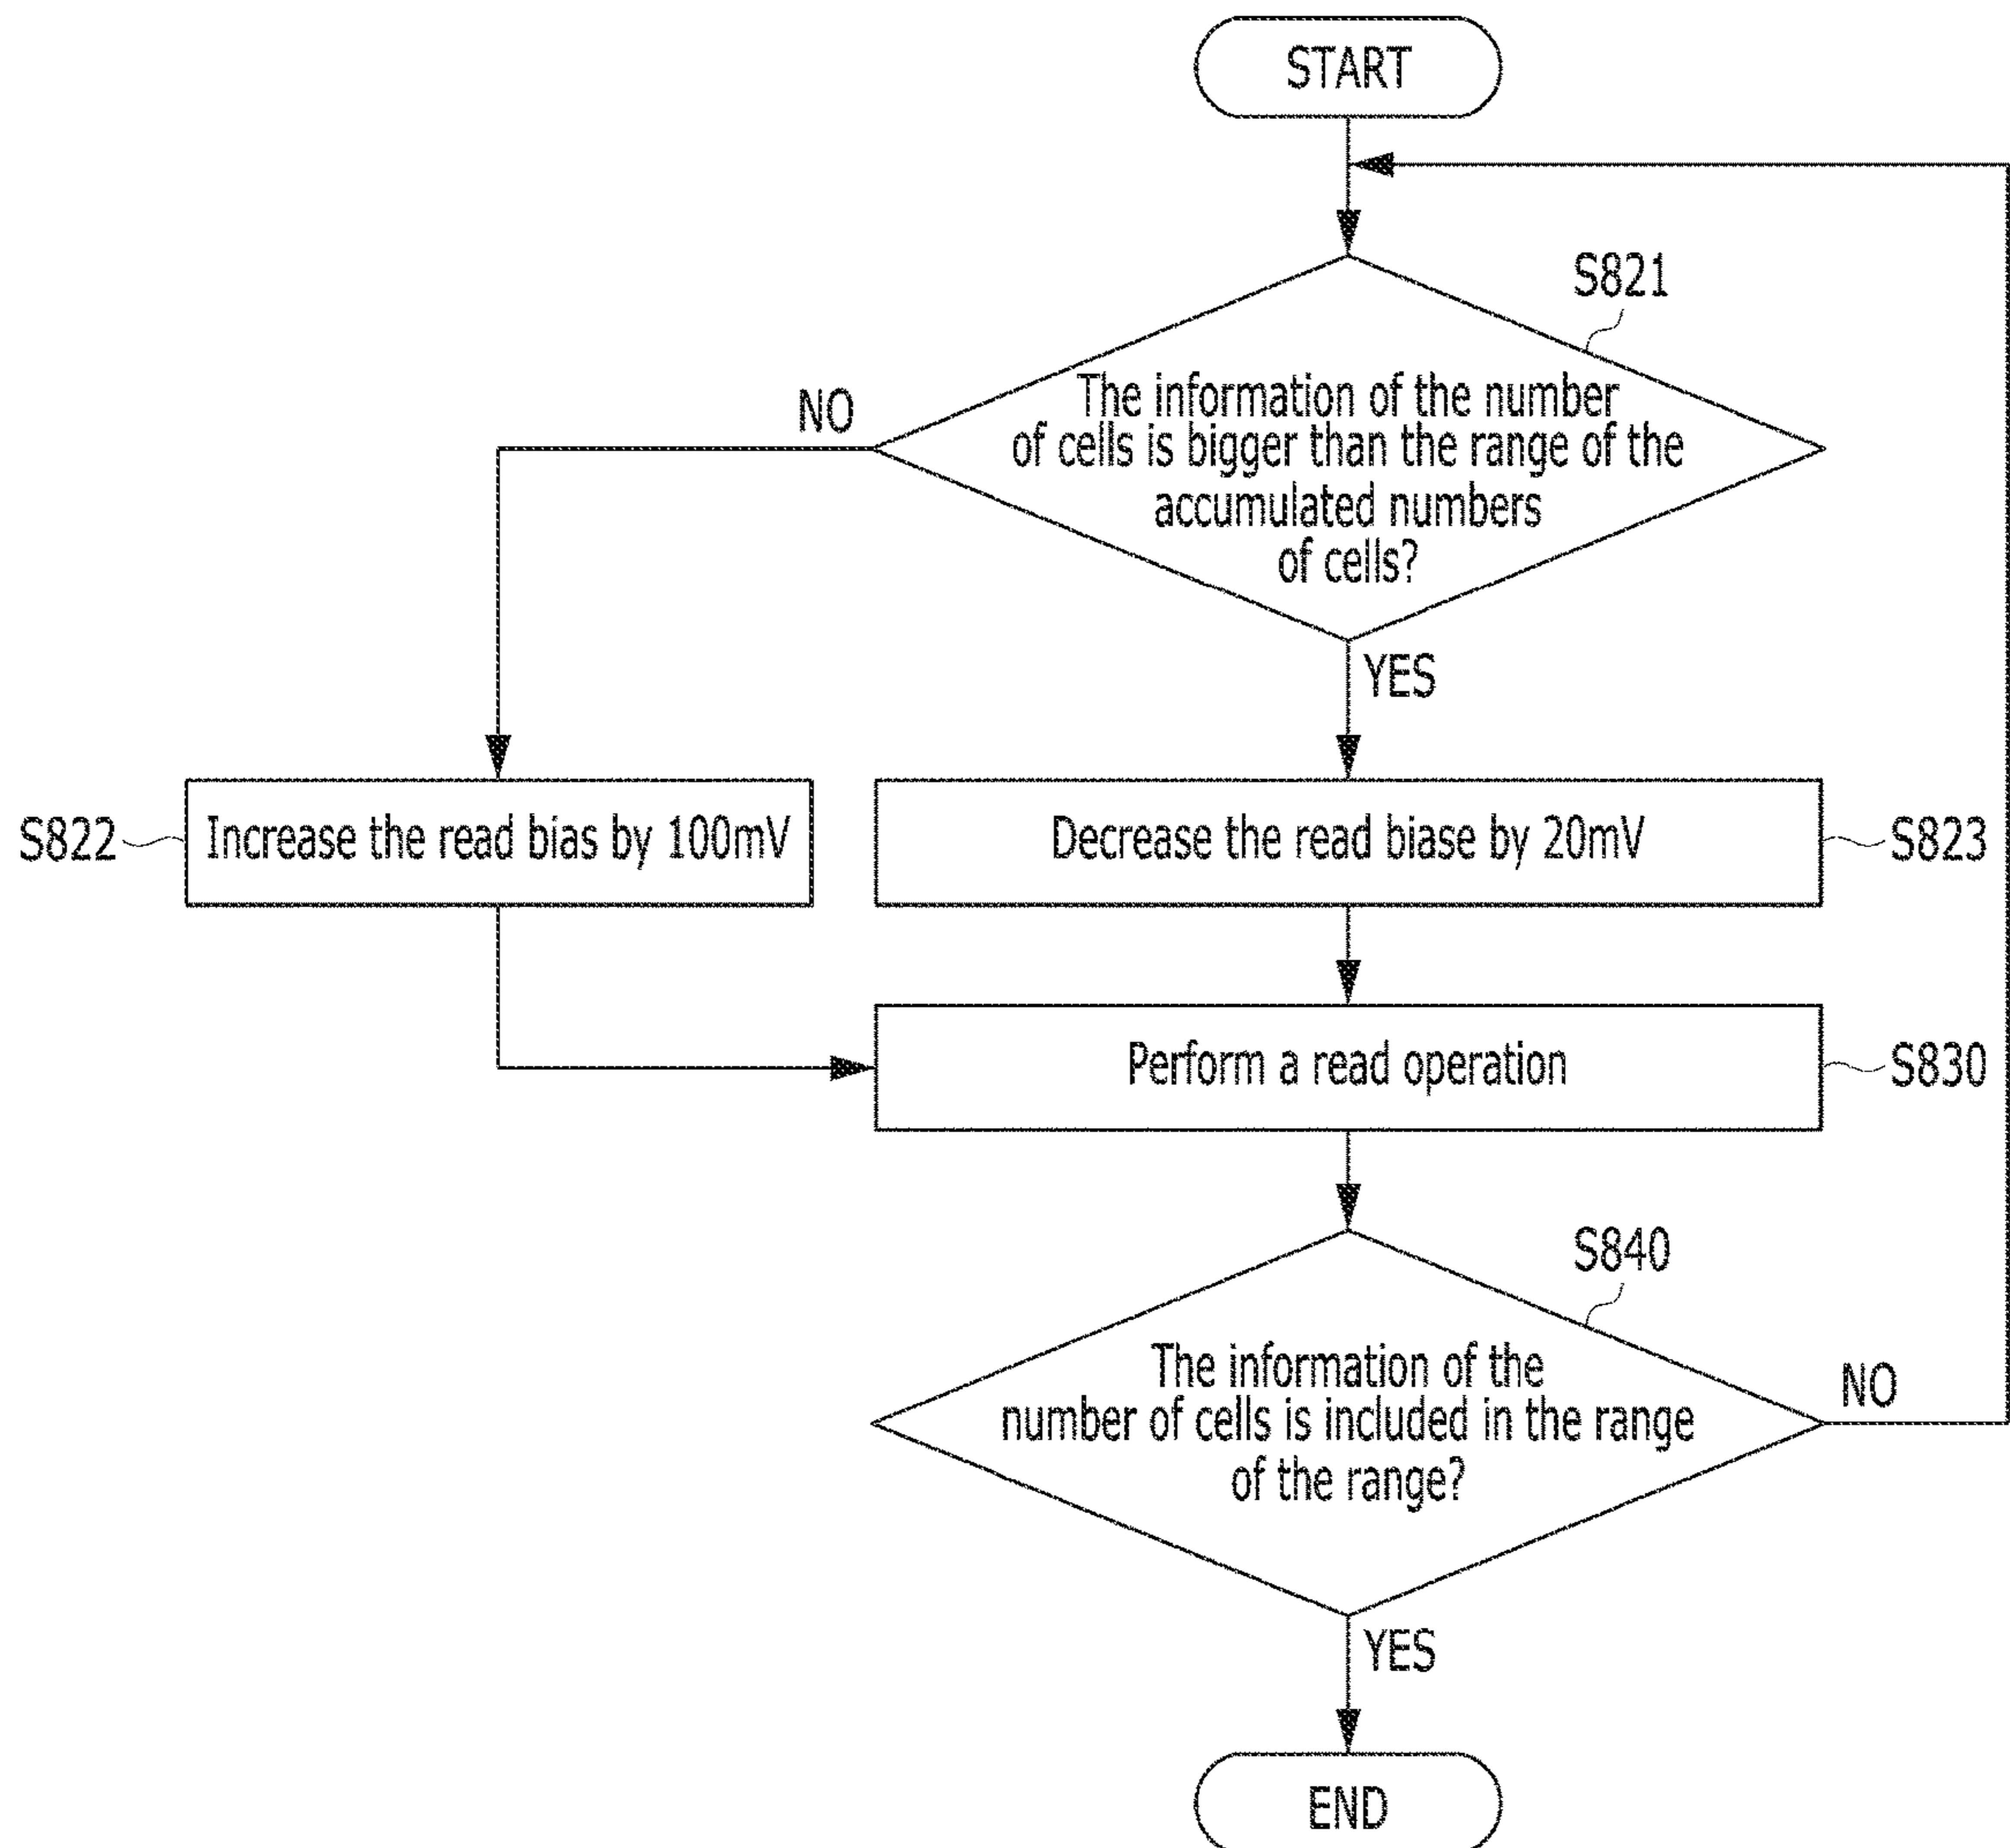 START
S821
The information of the number
of cells is bigger than the range of the
accumulated numbers
of cells?
NO
YES
S822
Increase the read bias by 100mV
Decrease the read biase by 20mV
S823
Perform a read operation
S830
S840
The information of the
number of cells is included in the range
of the range?
NO
YES
END